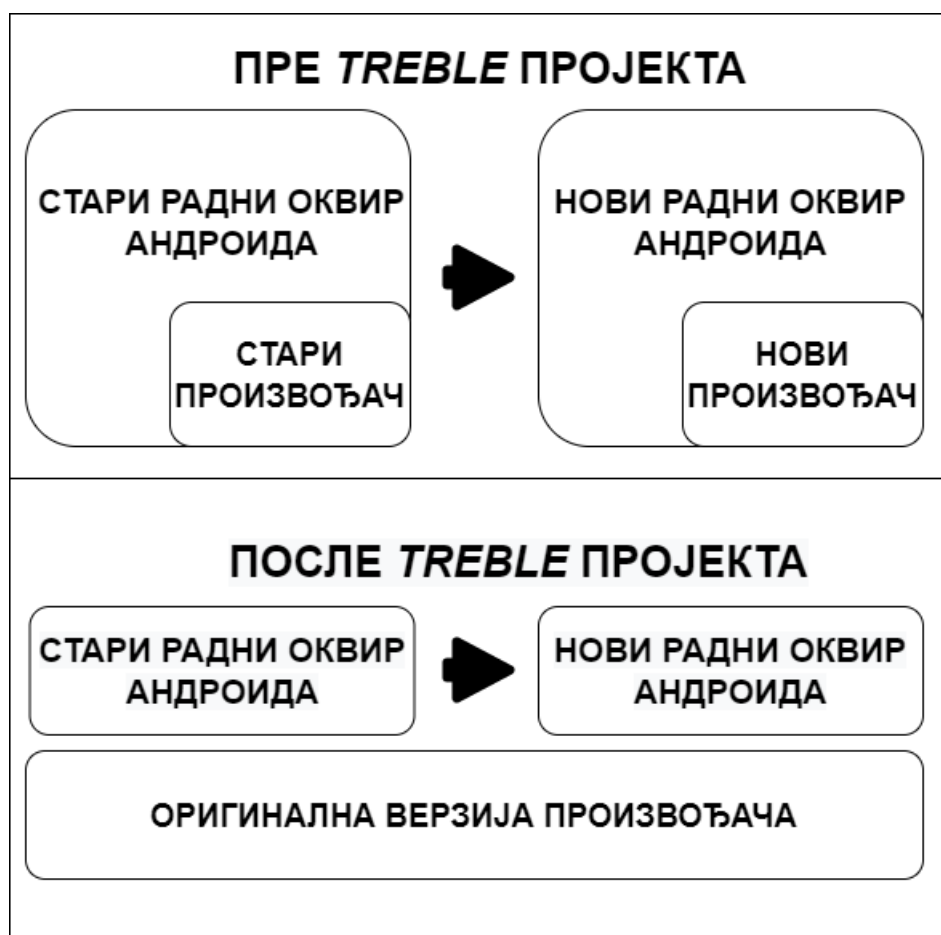 ПРЕ TREBLE ПРОЈЕКТА
СТАРИ РАДНИ ОКВИР
АНДРОИДА
СТАРИ
ПРОИЗВОЂАЧ
НОВИ РАДНИ ОКВИР
АНДРОИДА
НОВИ
ПРОИЗВОЂАЧ
ПОСЛЕ TREBLE ПРОЈЕКТА
СТАРИ РАДНИ ОКВИР
АНДРОИДА
НОВИ РАДНИ ОКВИР
АНДРОИДА
ОРИГИНАЛНА ВЕРЗИЈА ПРОИЗВОЂАЧА